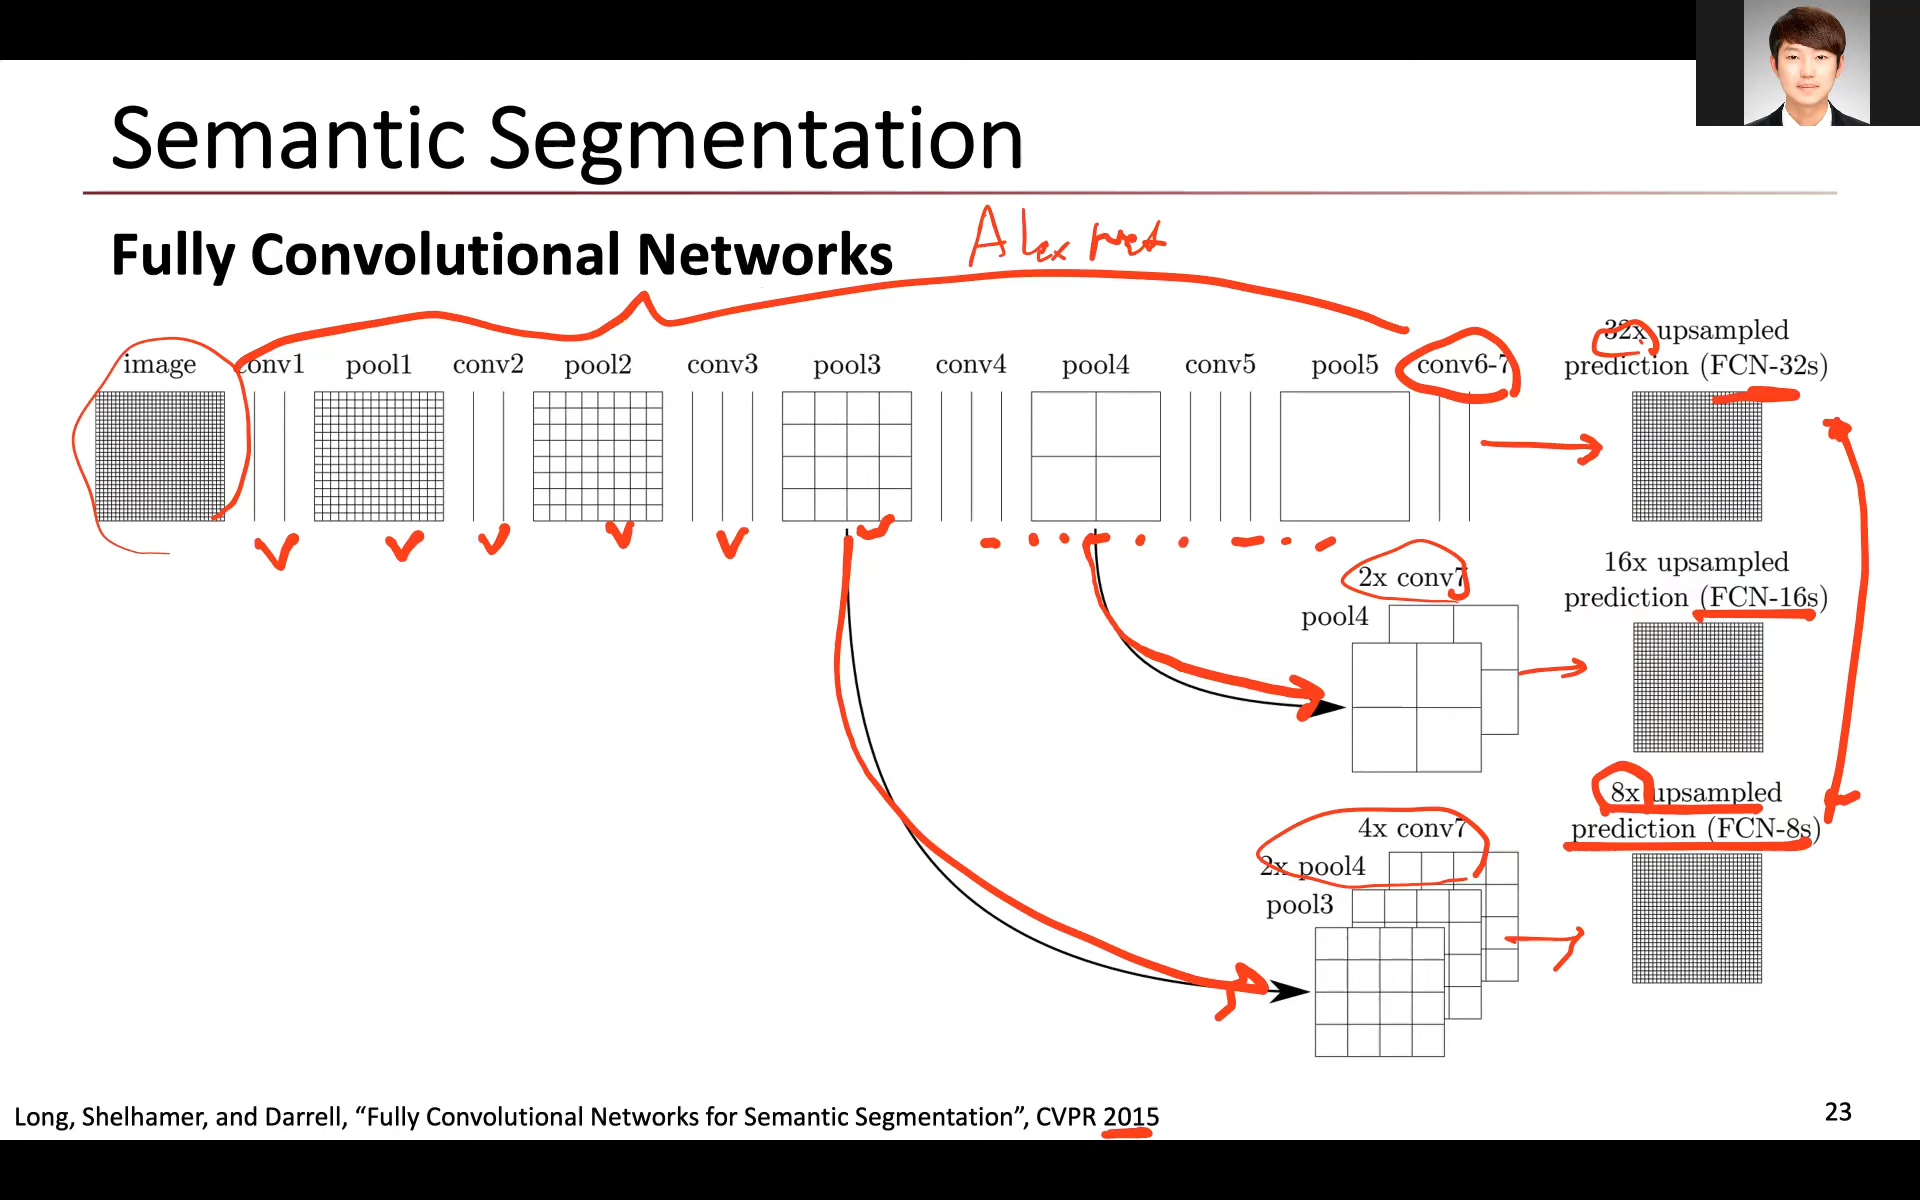 Semantic Segmentation
Fully Convolutional Networks
AlexNet
image conv1 pool1 conv2 pool2 conv3 pool3 conv4 pool4 conv5 pool5 conv6-7
32x upsampled
prediction (FCN-32s)
2x conv7
pool4
16x upsampled
prediction (FCN-16s)
4x conv7
2x pool4
pool3
8x upsampled
prediction (FCN-8s)
Long, Shelhamer, and Darrell, “Fully Convolutional Networks for Semantic Segmentation”, CVPR 2015
23